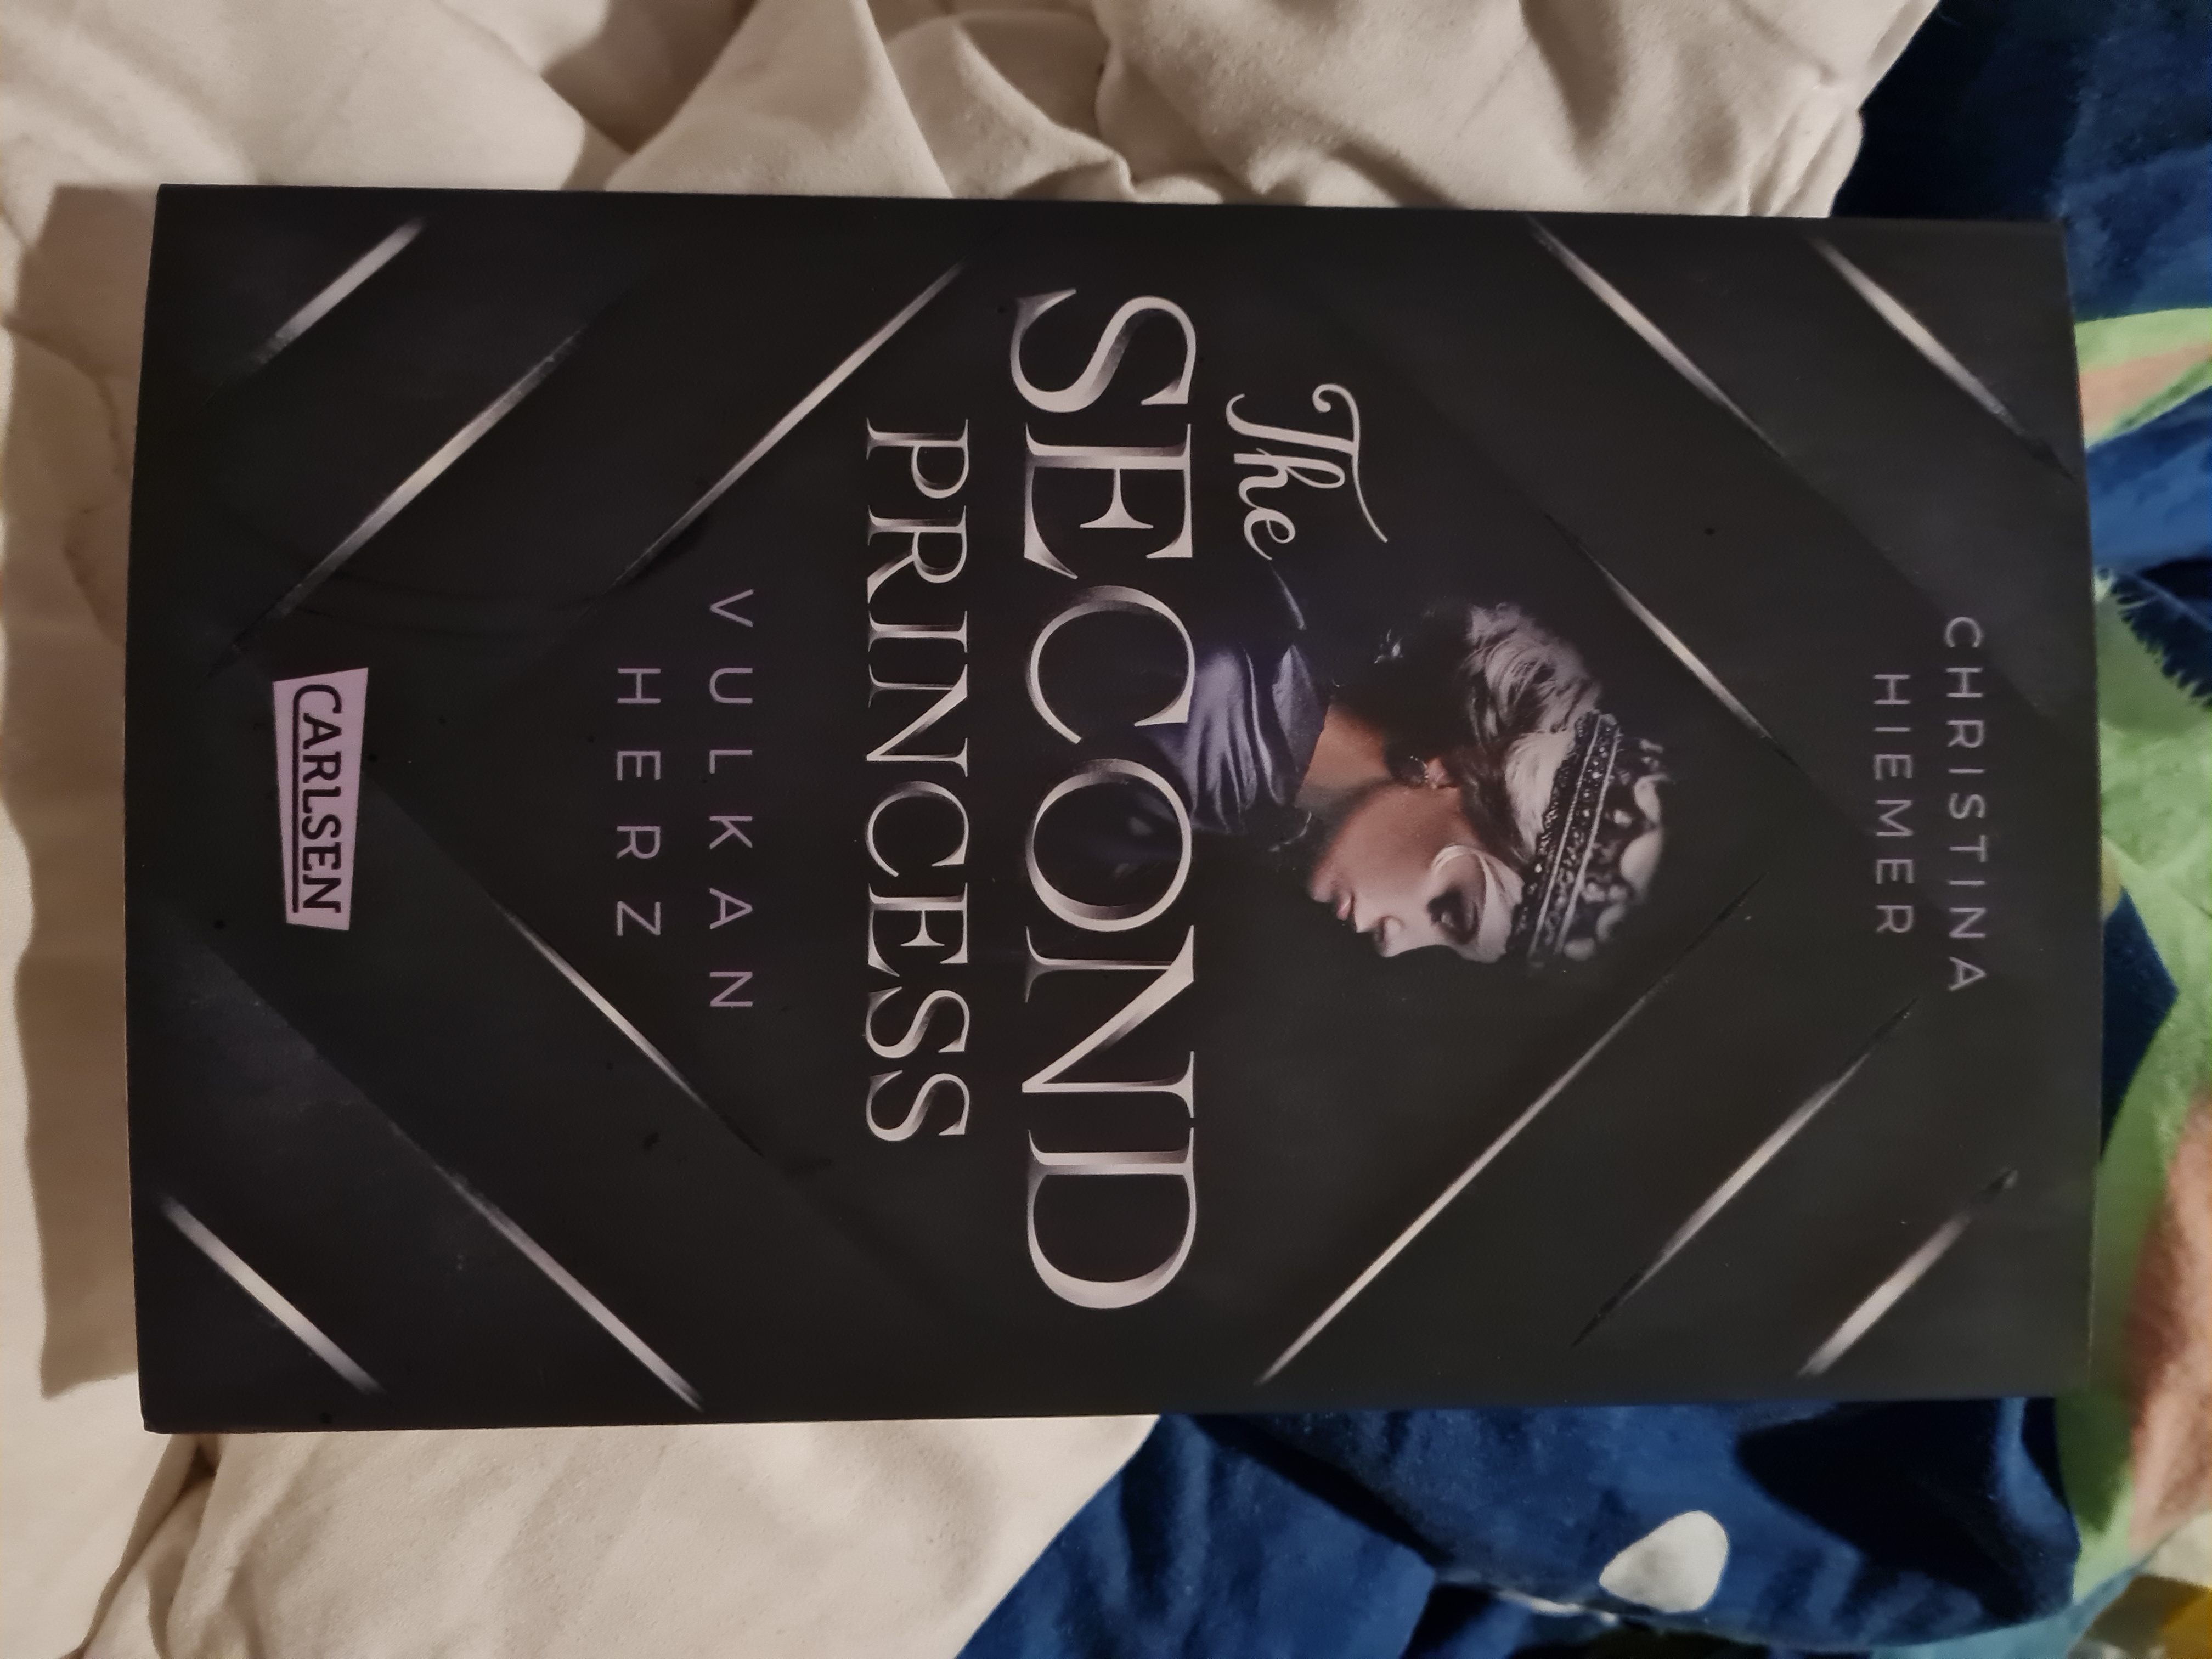 CHRISTINA
HIEMER
The
SECOND
PRINCESS
VULKAN
HERZ
CARLSEN